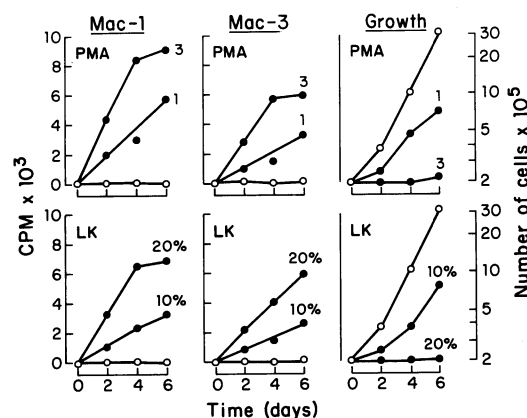 Mac-1 Mac-3 Growth
10 PMA 3 PMA PMA 30
8 20
6 1 3 10
4 1 1 5
2 3
0 2
CPM x 10³
Number of cells x 10⁵
10 LK LK LK 30
8 20% 20
6 20% 10% 10
4 10% 10% 5
2 20%
0 2
0 2 4 6 0 2 4 6 0 2 4 6
Time (days)